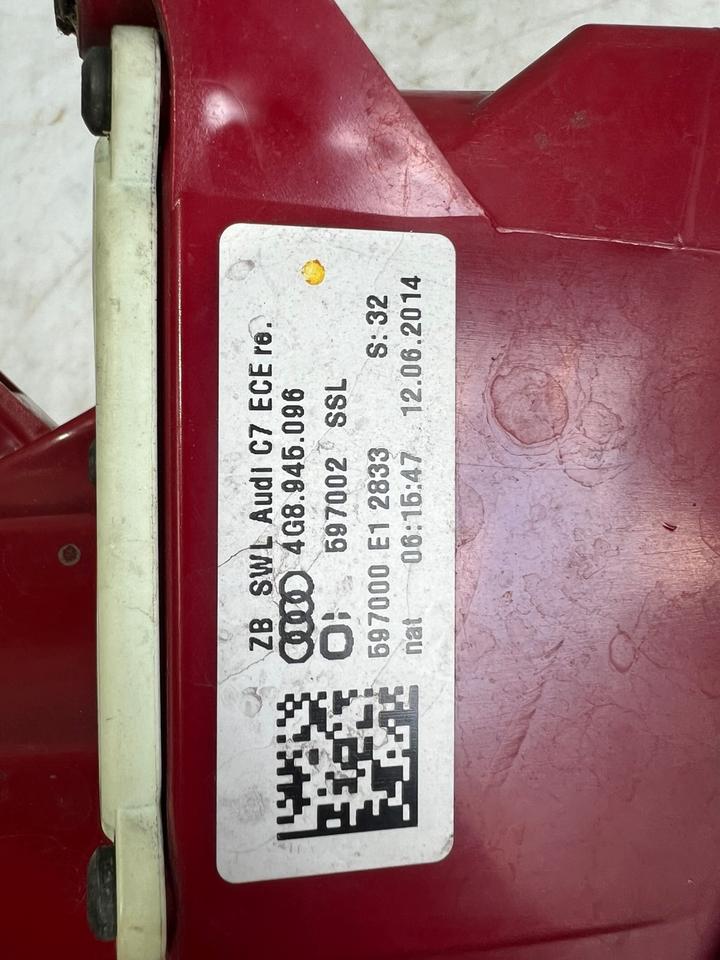 ZB SWL Audi C7 ECE re.
4G8.945.096
597002 SSL
597000 E1 2833 S: 32
nat 06:15:47 12.06.2014